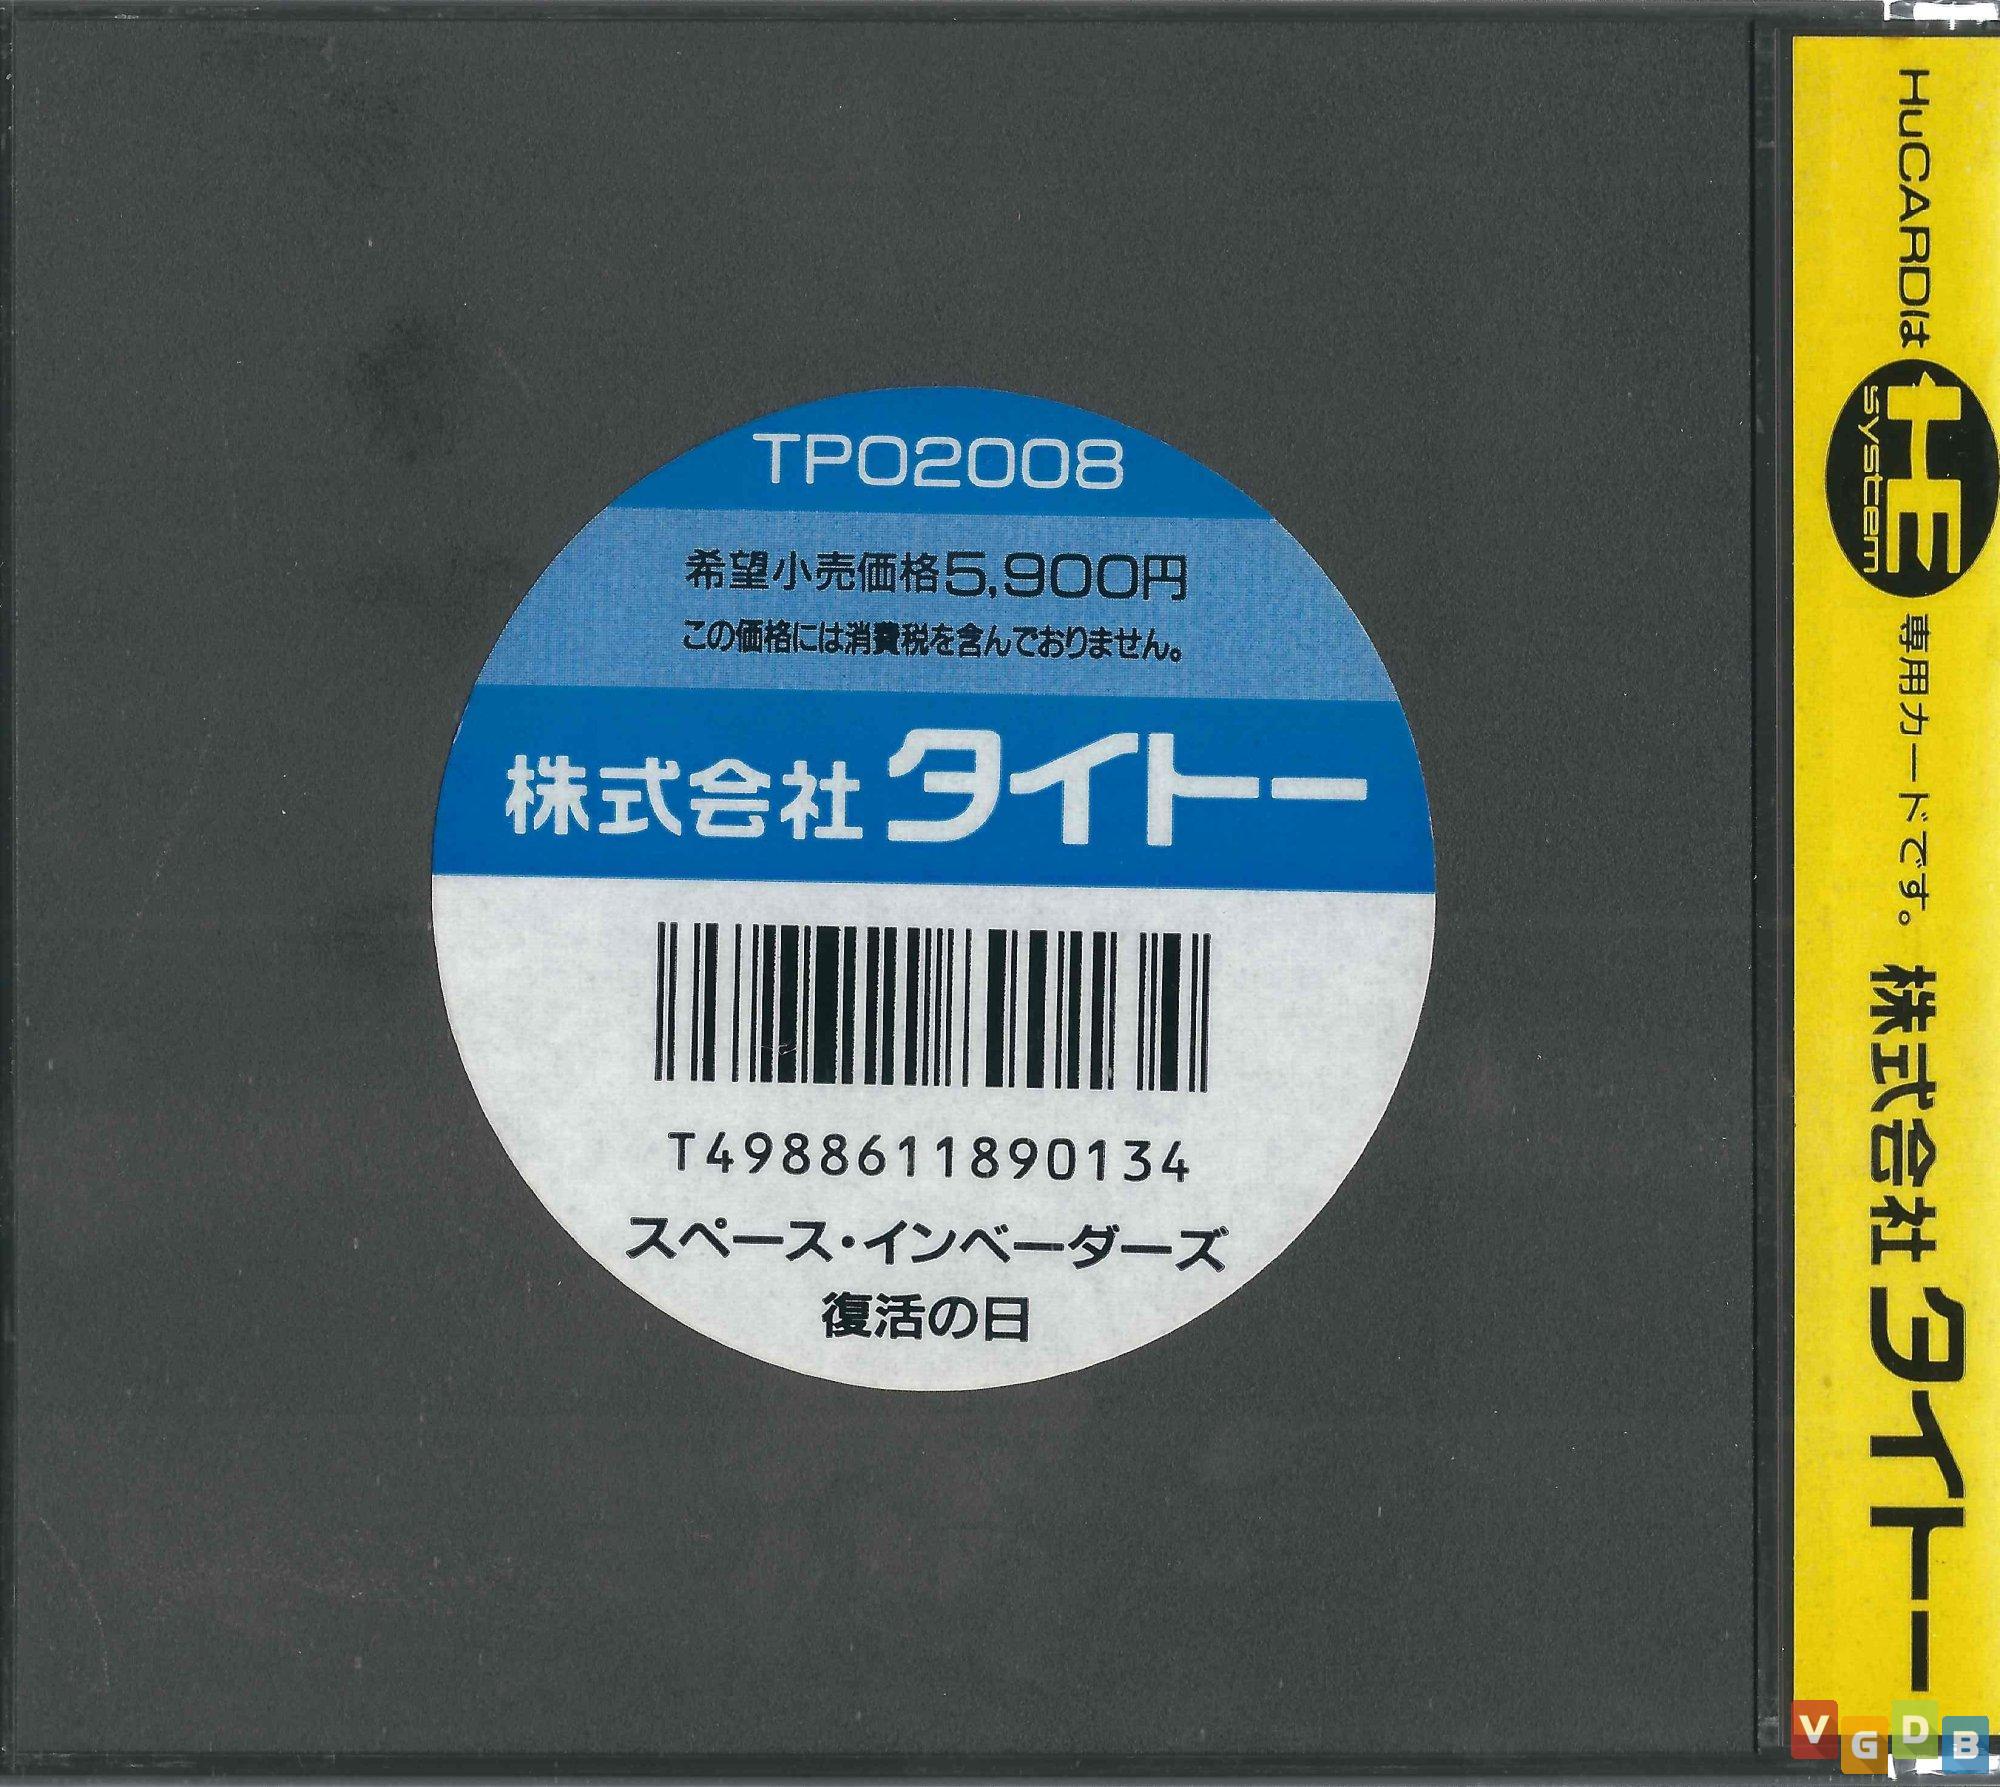 TP02008
希望小売価格5,900円
この価格には消費税を含んでおりません。
株式会社タイトー
T4988611890134
スペース・インベーダーズ
復活の日
HuCARDは HE system 専用カードです。 株式会社タイトー
VGDB